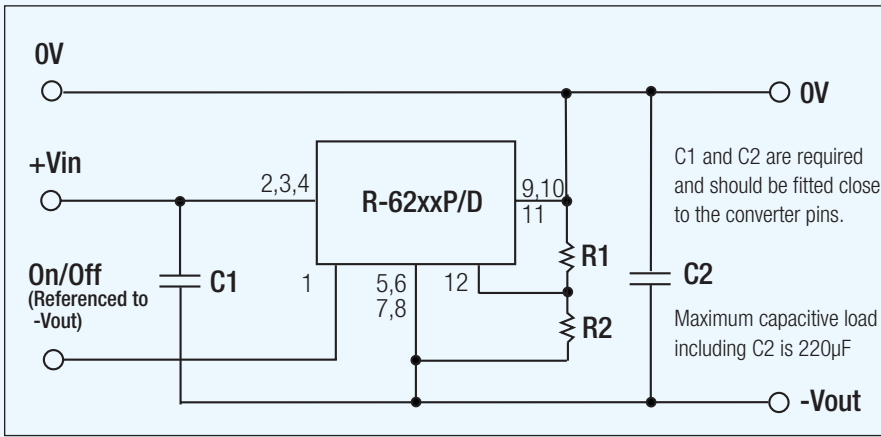 0V
0V
+Vin
2,3,4
R-62xxP/D
9,10
11
C1 and C2 are required
and should be fitted close
to the converter pins.
On/Off
(Referenced to
-Vout)
C1
1
5,6
7,8
12
R1
R2
C2
Maximum capacitive load
including C2 is 220µF
-Vout